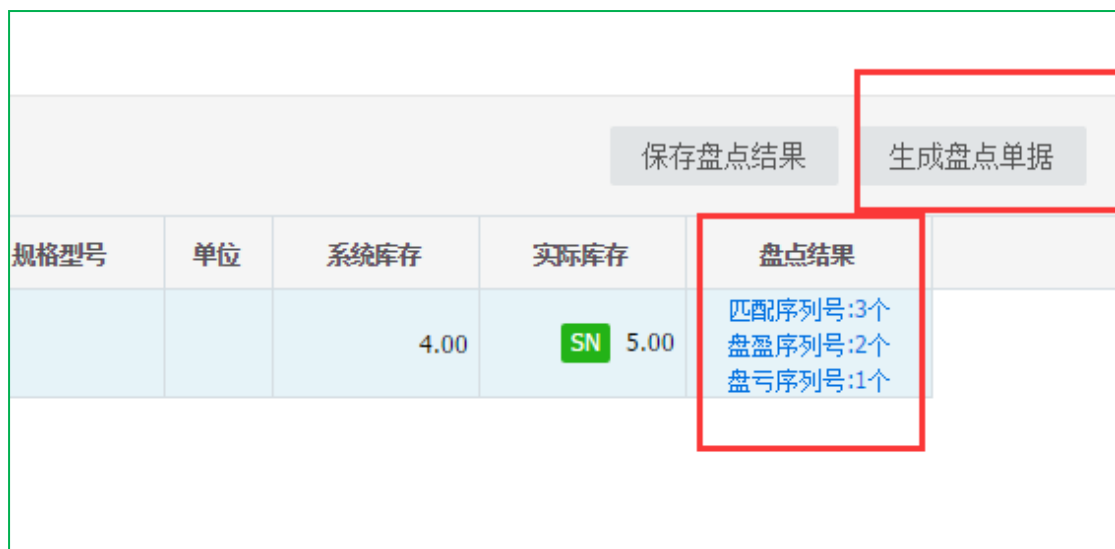 保存盘点结果 生成盘点单据
规格型号 单位 系统库存 实际库存 盘点结果
4.00 SN 5.00 匹配序列号:3个
盘盈序列号:2个
盘亏序列号:1个